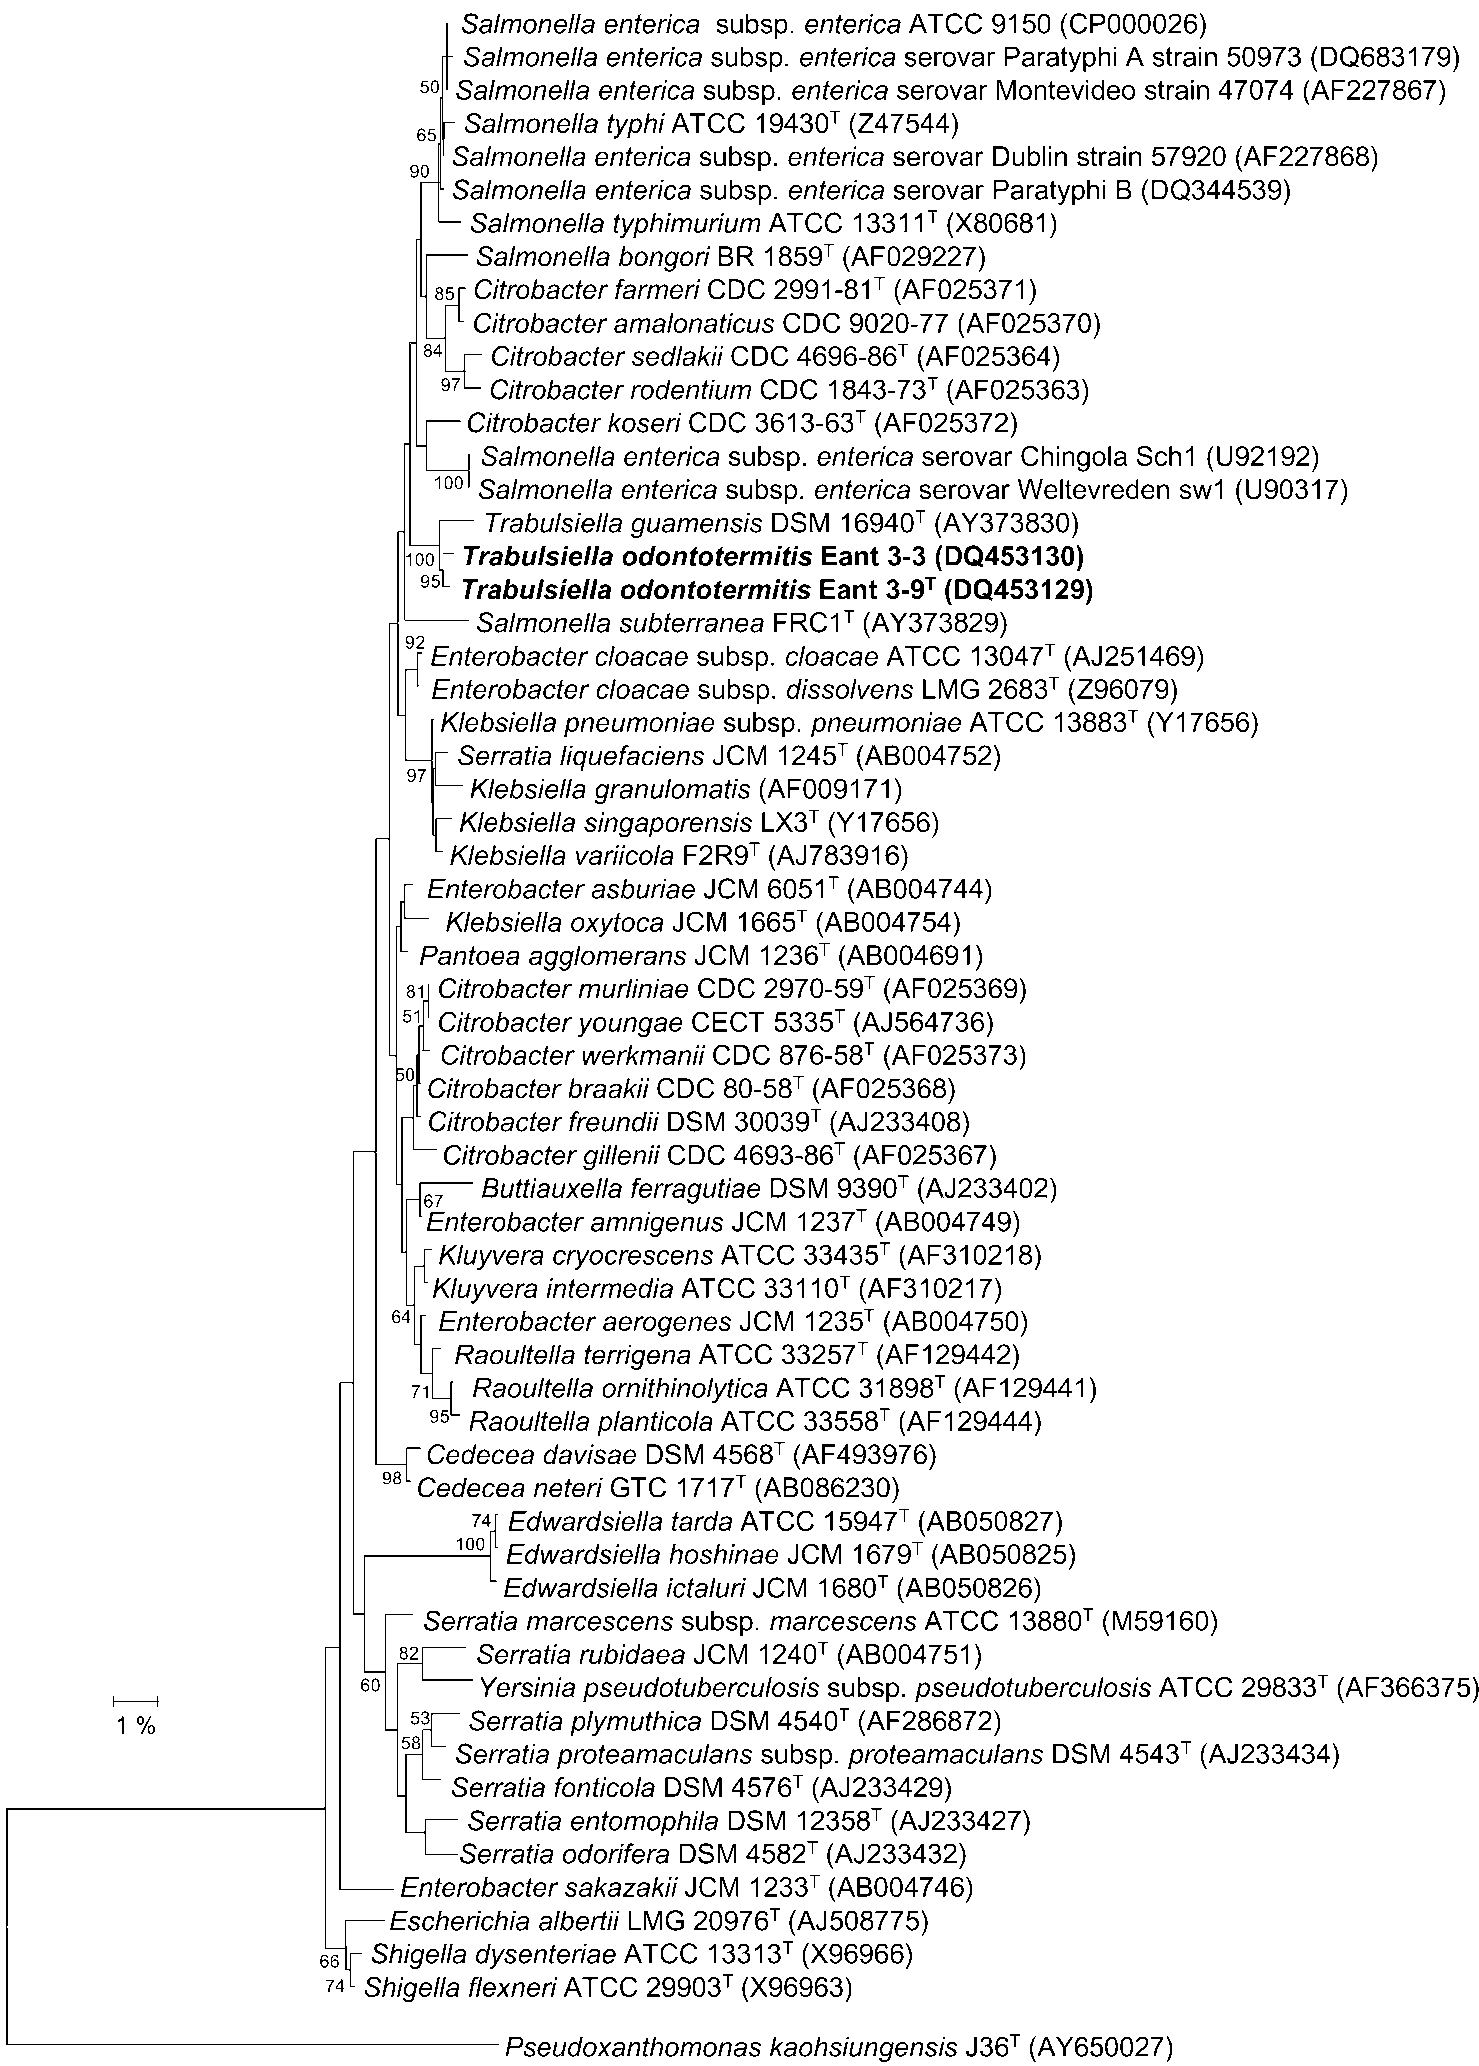 Salmonella enterica subsp. enterica ATCC 9150 (CP000026)
Salmonella enterica subsp. enterica serovar Paratyphi A strain 50973 (DQ683179)
50 Salmonella enterica subsp. enterica serovar Montevideo strain 47074 (AF227867)
65 Salmonella typhi ATCC 19430ᵀ (Z47544)
Salmonella enterica subsp. enterica serovar Dublin strain 57920 (AF227868)
90 Salmonella enterica subsp. enterica serovar Paratyphi B (DQ344539)
Salmonella typhimurium ATCC 13311ᵀ (X80681)
Salmonella bongori BR 1859ᵀ (AF029227)
85 Citrobacter farmeri CDC 2991-81ᵀ (AF025371)
Citrobacter amalonaticus CDC 9020-77 (AF025370)
84 Citrobacter sedlakii CDC 4696-86ᵀ (AF025364)
97 Citrobacter rodentium CDC 1843-73ᵀ (AF025363)
Citrobacter koseri CDC 3613-63ᵀ (AF025372)
Salmonella enterica subsp. enterica serovar Chingola Sch1 (U92192)
100 Salmonella enterica subsp. enterica serovar Weltevreden sw1 (U90317)
Trabulsiella guamensis DSM 16940ᵀ (AY373830)
100 Trabulsiella odontotermitis Eant 3-3 (DQ453130)
95 Trabulsiella odontotermitis Eant 3-9ᵀ (DQ453129)
Salmonella subterranea FRC1ᵀ (AY373829)
92 Enterobacter cloacae subsp. cloacae ATCC 13047ᵀ (AJ251469)
Enterobacter cloacae subsp. dissolvens LMG 2683ᵀ (Z96079)
Klebsiella pneumoniae subsp. pneumoniae ATCC 13883ᵀ (Y17656)
Serratia liquefaciens JCM 1245ᵀ (AB004752)
97 Klebsiella granulomatis (AF009171)
Klebsiella singaporensis LX3ᵀ (Y17656)
Klebsiella variicola F2R9ᵀ (AJ783916)
Enterobacter asburiae JCM 6051ᵀ (AB004744)
Klebsiella oxytoca JCM 1665ᵀ (AB004754)
Pantoea agglomerans JCM 1236ᵀ (AB004691)
81 Citrobacter murliniae CDC 2970-59ᵀ (AF025369)
51 Citrobacter youngae CECT 5335ᵀ (AJ564736)
Citrobacter werkmanii CDC 876-58ᵀ (AF025373)
50 Citrobacter braakii CDC 80-58ᵀ (AF025368)
Citrobacter freundii DSM 30039ᵀ (AJ233408)
Citrobacter gillenii CDC 4693-86ᵀ (AF025367)
Buttiauxella ferragutiae DSM 9390ᵀ (AJ233402)
67 Enterobacter amnigenus JCM 1237ᵀ (AB004749)
Kluyvera cryocrescens ATCC 33435ᵀ (AF310218)
Kluyvera intermedia ATCC 33110ᵀ (AF310217)
64 Enterobacter aerogenes JCM 1235ᵀ (AB004750)
Raoultella terrigena ATCC 33257ᵀ (AF129442)
71 Raoultella ornithinolytica ATCC 31898ᵀ (AF129441)
95 Raoultella planticola ATCC 33558ᵀ (AF129444)
Cedecea davisae DSM 4568ᵀ (AF493976)
98 Cedecea neteri GTC 1717ᵀ (AB086230)
74 Edwardsiella tarda ATCC 15947ᵀ (AB050827)
100 Edwardsiella hoshinae JCM 1679ᵀ (AB050825)
Edwardsiella ictaluri JCM 1680ᵀ (AB050826)
Serratia marcescens subsp. marcescens ATCC 13880ᵀ (M59160)
82 Serratia rubidaea JCM 1240ᵀ (AB004751)
60 Yersinia pseudotuberculosis subsp. pseudotuberculosis ATCC 29833ᵀ (AF366375)
53 Serratia plymuthica DSM 4540ᵀ (AF286872)
1 %
58 Serratia proteamaculans subsp. proteamaculans DSM 4543ᵀ (AJ233434)
Serratia fonticola DSM 4576ᵀ (AJ233429)
Serratia entomophila DSM 12358ᵀ (AJ233427)
Serratia odorifera DSM 4582ᵀ (AJ233432)
Enterobacter sakazakii JCM 1233ᵀ (AB004746)
Escherichia albertii LMG 20976ᵀ (AJ508775)
66 Shigella dysenteriae ATCC 13313ᵀ (X96966)
74 Shigella flexneri ATCC 29903ᵀ (X96963)
Pseudoxanthomonas kaohsiungensis J36ᵀ (AY650027)